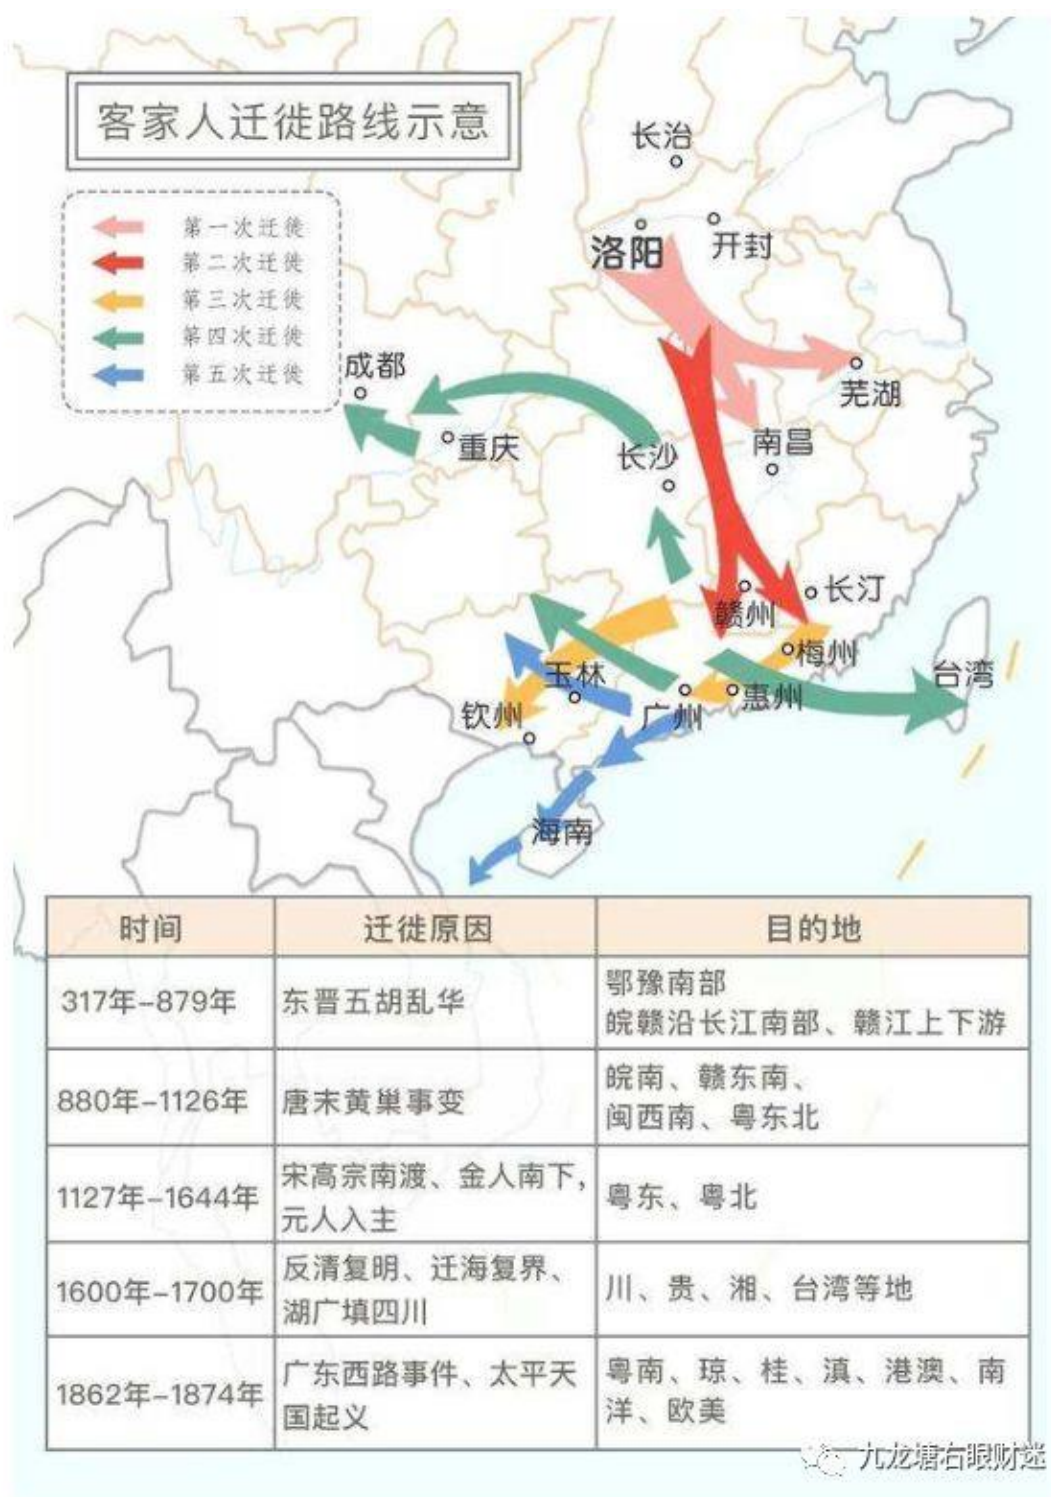 客家人迁徙路线示意
第一次迁徙
第二次迁徙
第三次迁徙
第四次迁徙
第五次迁徙
长治
洛阳
开封
成都
芜湖
重庆
南昌
长沙
长汀
赣州
梅州
台湾
玉林
惠州
钦州
广州
海南
时间 迁徙原因 目的地
317年–879年 东晋五胡乱华 鄂豫南部
皖赣沿长江南部、赣江上下游
880年–1126年 唐末黄巢事变 皖南、赣东南、
闽西南、粤东北
1127年–1644年 宋高宗南渡、金人南下,
元人入主 粤东、粤北
1600年–1700年 反清复明、迁海复界、
湖广填四川 川、贵、湘、台湾等地
1862年–1874年 广东西路事件、太平天
国起义 粤南、琼、桂、滇、港澳、南
洋、欧美
九龙塘右眼财迷